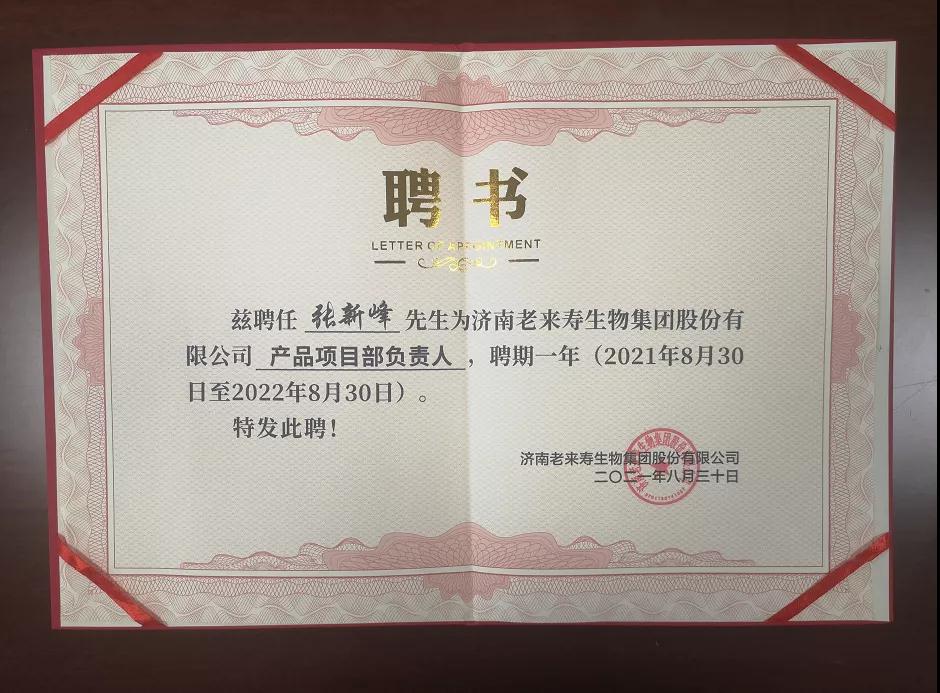 聘书
LETTER OF APPOINTMENT
兹聘任 张新峰 先生为济南老来寿生物集团股份有
限公司 产品项目部负责人 ，聘期一年（2021年8月30
日至2022年8月30日）。
特发此聘！
济南老来寿生物集团股份有限公司
二〇二一年八月三十日